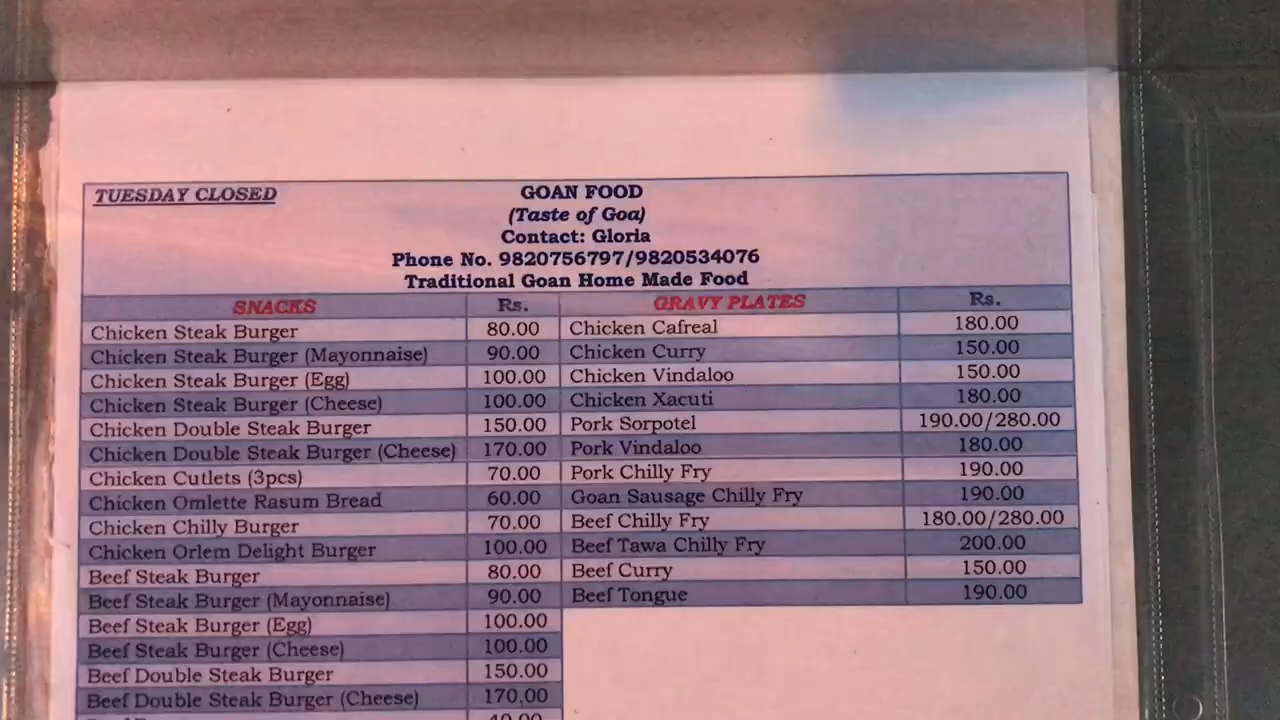 TUESDAY CLOSED
GOAN FOOD
(Taste of Goa)
Contact: Gloria
Phone No. 9820756797/9820534076
Traditional Goan Home Made Food
SNACKS Rs. GRAVY PLATES Rs.
Chicken Steak Burger 80.00 Chicken Cafreal 180.00
Chicken Steak Burger (Mayonnaise) 90.00 Chicken Curry 150.00
Chicken Steak Burger (Egg) 100.00 Chicken Vindaloo 150.00
Chicken Steak Burger (Cheese) 100.00 Chicken Xacuti 180.00
Chicken Double Steak Burger 150.00 Pork Sorpotel 190.00/280.00
Chicken Double Steak Burger (Cheese) 170.00 Pork Vindaloo 180.00
Chicken Cutlets (3pcs) 70.00 Pork Chilly Fry 190.00
Chicken Omlette Rasum Bread 60.00 Goan Sausage Chilly Fry 190.00
Chicken Chilly Burger 70.00 Beef Chilly Fry 180.00/280.00
Chicken Orlem Delight Burger 100.00 Beef Tawa Chilly Fry 200.00
Beef Steak Burger 80.00 Beef Curry 150.00
Beef Steak Burger (Mayonnaise) 90.00 Beef Tongue 190.00
Beef Steak Burger (Egg) 100.00
Beef Steak Burger (Cheese) 100.00
Beef Double Steak Burger 150.00
Beef Double Steak Burger (Cheese) 170.00